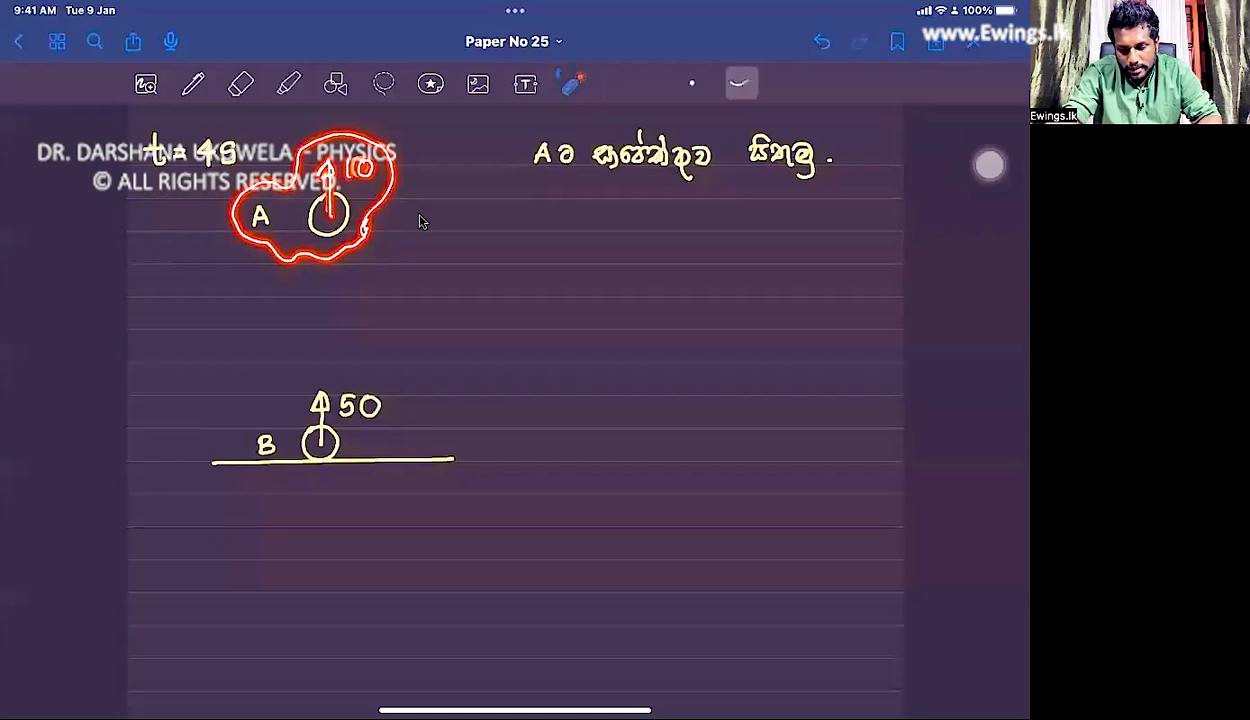 9:41 AM Tue 9 Jan
100%
www.Ewings.lk
Paper No 25
T
Ewings.lk
t = 4s
DR. DARSHANA UKUWELA - PHYSICS
© ALL RIGHTS RESERVED.
10
A
A ට සාපේක්ෂව සිතමු.
50
B